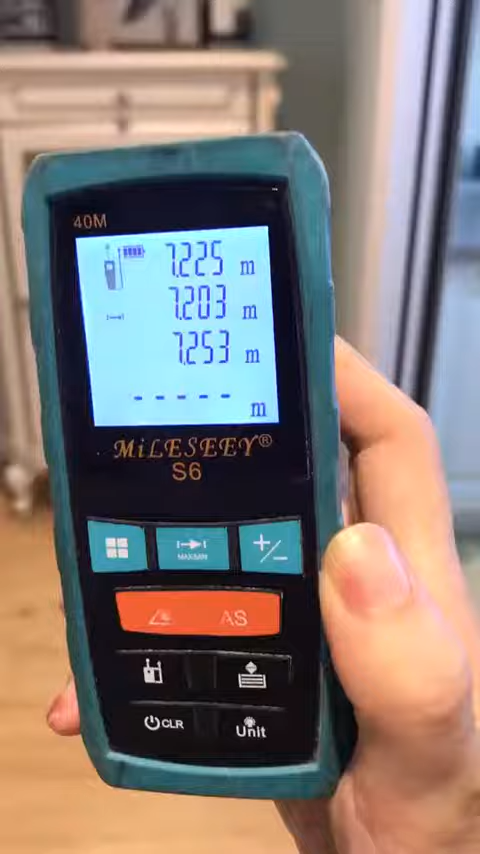 40M
7.225 m
7.203 m
7.253 m
----- m
MiLESEEY®
S6
MAX/MIN
+/−
AS
CLR
Unit